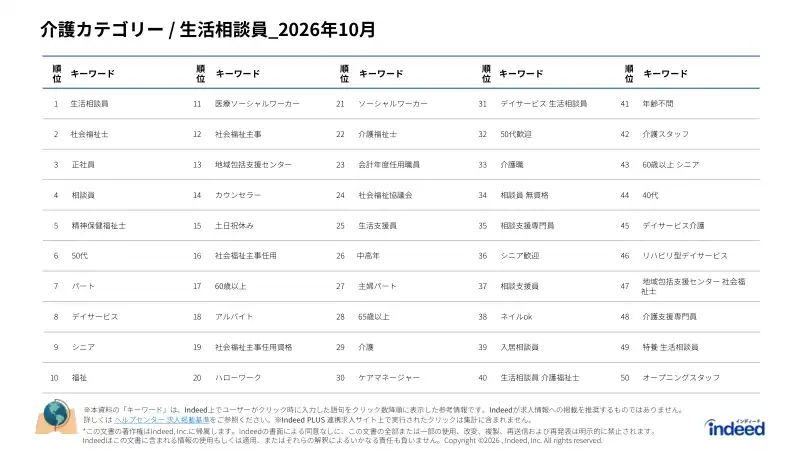 介護カテゴリー / 生活相談員_2026年10月
順位 キーワード 順位 キーワード 順位 キーワード 順位 キーワード 順位 キーワード
1 生活相談員 11 医療ソーシャルワーカー 21 ソーシャルワーカー 31 デイサービス 生活相談員 41 年齢不問
2 社会福祉士 12 社会福祉主事 22 介護福祉士 32 50代歓迎 42 介護スタッフ
3 正社員 13 地域包括支援センター 23 会計年度任用職員 33 介護職 43 60歳以上 シニア
4 相談員 14 カウンセラー 24 社会福祉協議会 34 相談員 無資格 44 40代
5 精神保健福祉士 15 土日祝休み 25 生活支援員 35 相談支援専門員 45 デイサービス介護
6 50代 16 社会福祉主事任用 26 中高年 36 シニア歓迎 46 リハビリ型デイサービス
7 パート 17 60歳以上 27 主婦パート 37 相談支援員 47 地域包括支援センター 社会福祉士
8 デイサービス 18 アルバイト 28 65歳以上 38 ネイルok 48 介護支援専門員
9 シニア 19 社会福祉主事任用資格 29 介護 39 入居相談員 49 特養 生活相談員
10 福祉 20 ハローワーク 30 ケアマネージャー 40 生活相談員 介護福祉士 50 オープニングスタッフ
※本資料の「キーワード」は、Indeed上でユーザーがクリック時に入力した語句をクリック数降順に表示した参考情報です。Indeedが求人情報への掲載を推奨するものではありません。
詳しくは ヘルプセンター 求人掲載基準をご参照ください。※Indeed PLUS 連携求人サイト上で実行されたクリックは集計に含まれません。
*この文書の著作権はIndeed, Inc.に帰属します。Indeedの書面による同意なしに、この文書の全部または一部の使用、改変、複製、再送信および再発表は明示的に禁止されます。
Indeedはこの文書に含まれる情報の使用もしくは適用、またはそれらの解釈によるいかなる責任も負いません。Copyright ©2026 , Indeed, Inc. All rights reserved.
インディード
indeed